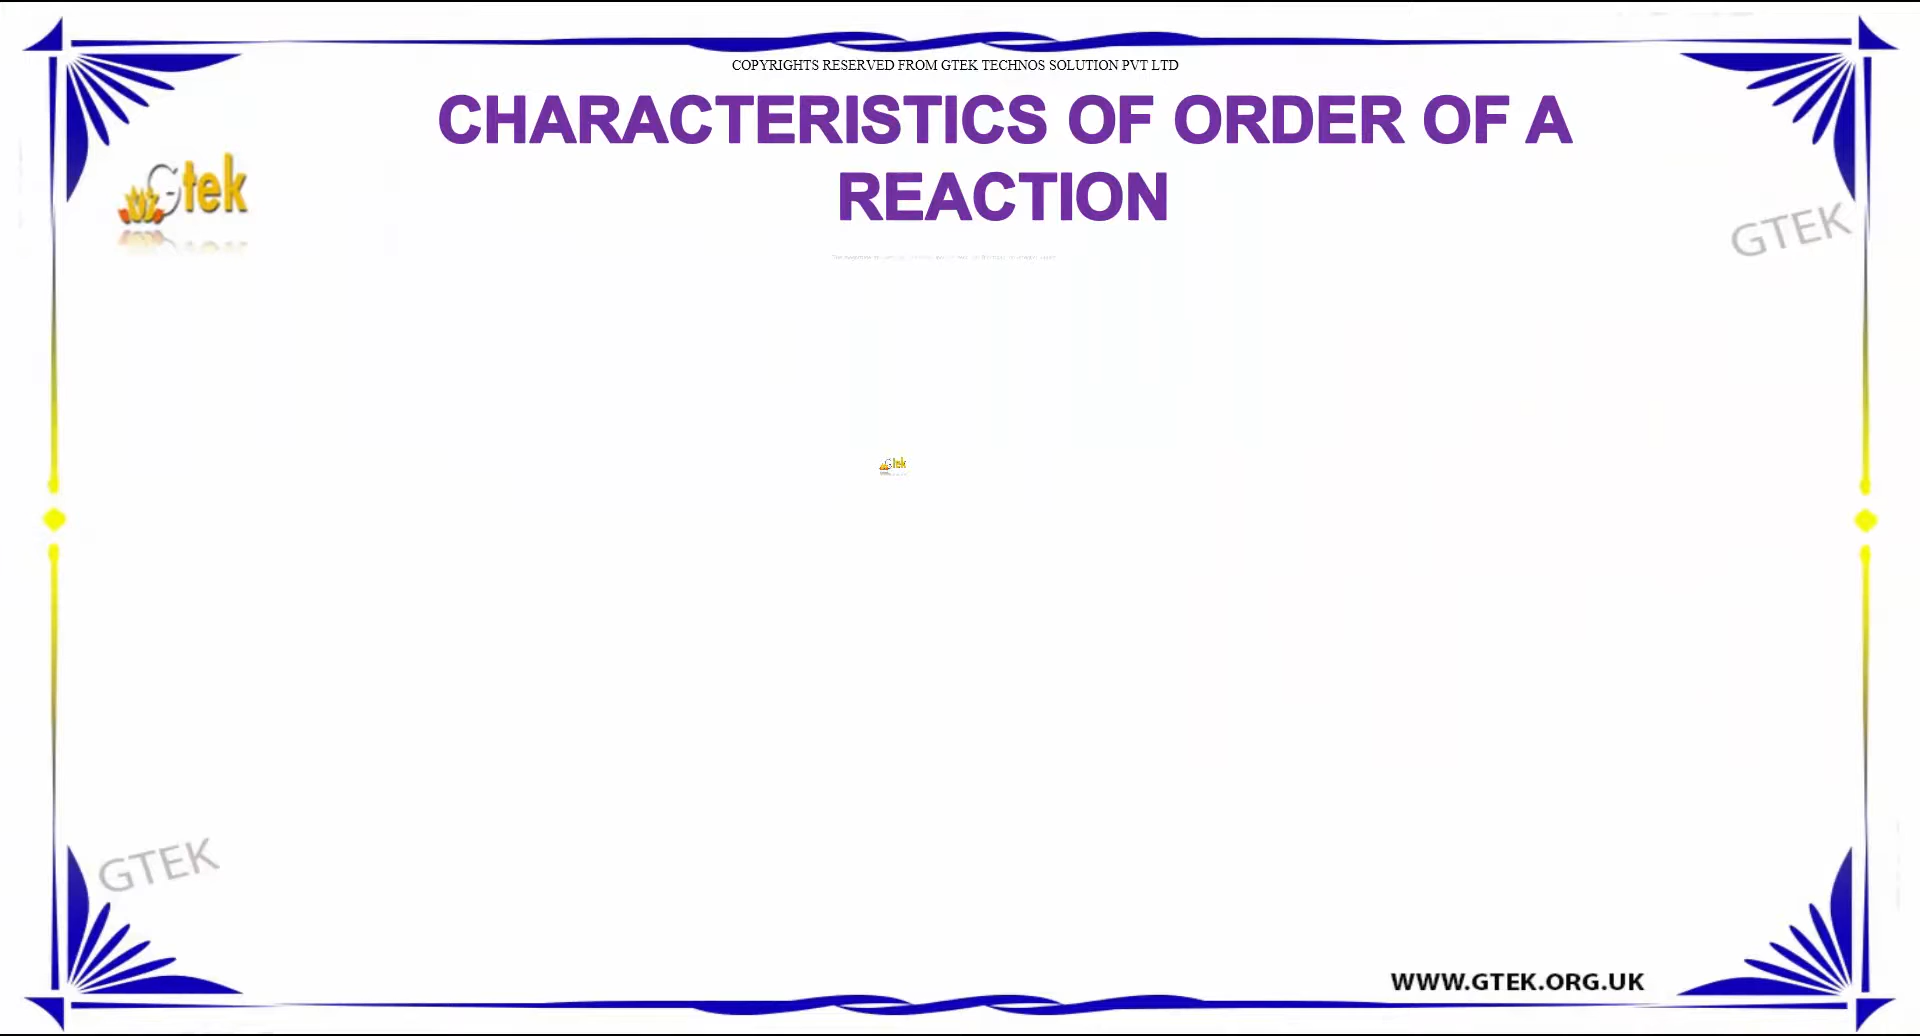 COPYRIGHTS RESERVED FROM GTEK TECHNOS SOLUTION PVT LTD
CHARACTERISTICS OF ORDER OF A
REACTION
Gtek
GTEK
Gtek
GTEK
WWW.GTEK.ORG.UK